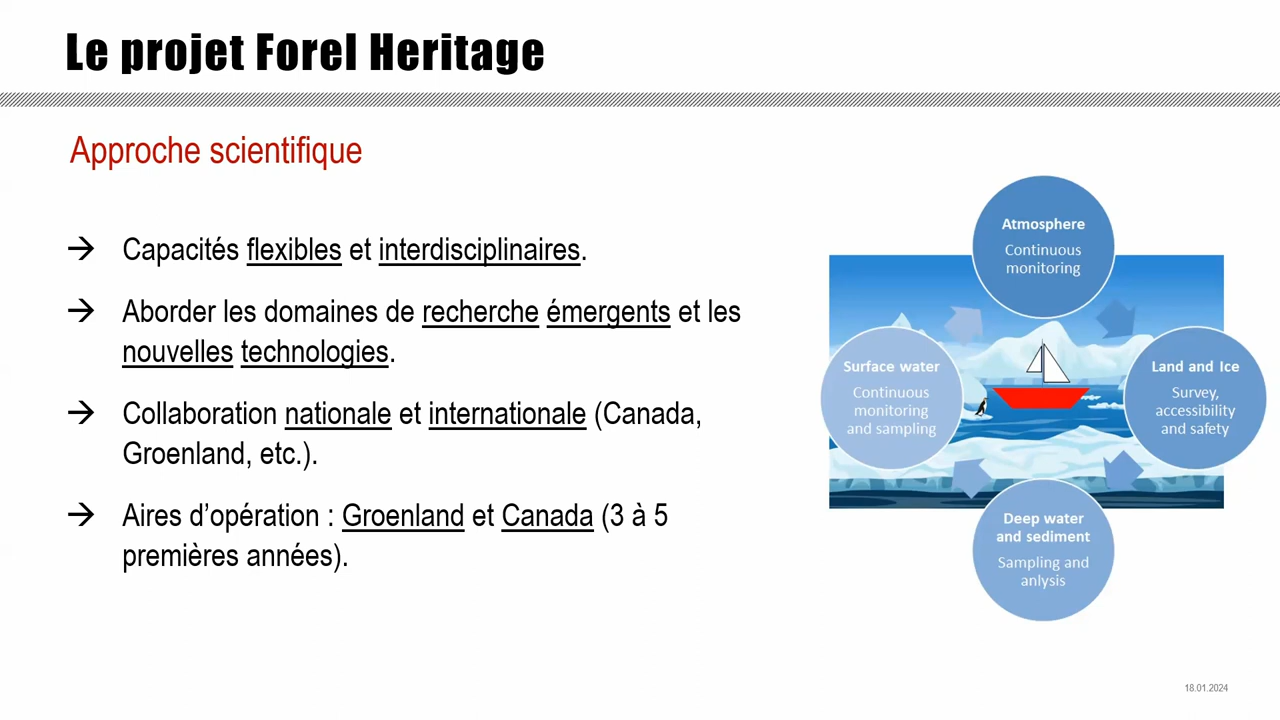 Le projet Forel Heritage
Approche scientifique
→ Capacités flexibles et interdisciplinaires.
→ Aborder les domaines de recherche émergents et les
nouvelles technologies.
→ Collaboration nationale et internationale (Canada,
Groenland, etc.).
→ Aires d’opération : Groenland et Canada (3 à 5
premières années).
Atmosphere
Continuous
monitoring
Land and Ice
Survey,
accessibility
and safety
Deep water
and sediment
Sampling and
anlysis
Surface water
Continuous
monitoring
and sampling
18.01.2024